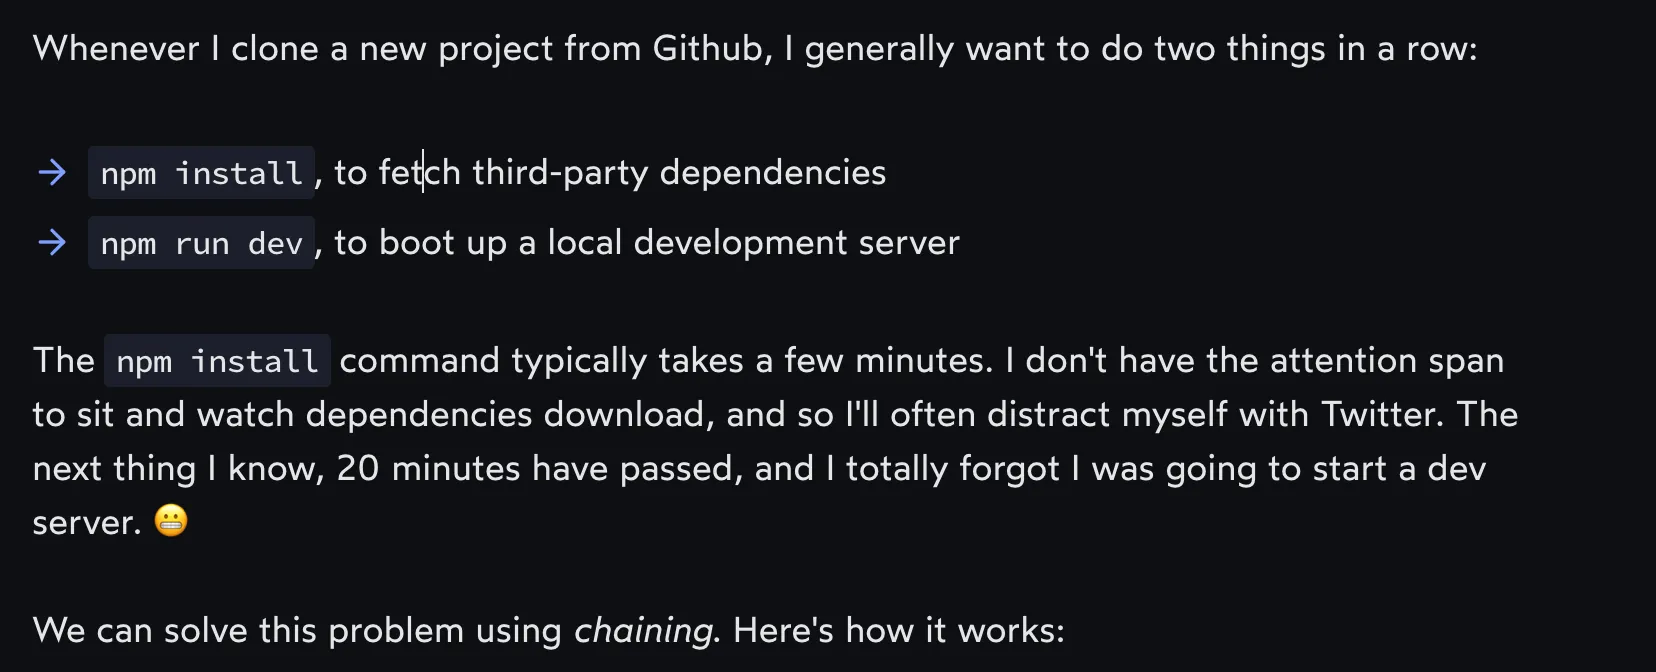 Whenever I clone a new project from Github, I generally want to do two things in a row:
→ npm install, to fetch third-party dependencies
→ npm run dev, to boot up a local development server
The npm install command typically takes a few minutes. I don't have the attention span
to sit and watch dependencies download, and so I'll often distract myself with Twitter. The
next thing I know, 20 minutes have passed, and I totally forgot I was going to start a dev
server. 😬
We can solve this problem using chaining. Here's how it works: